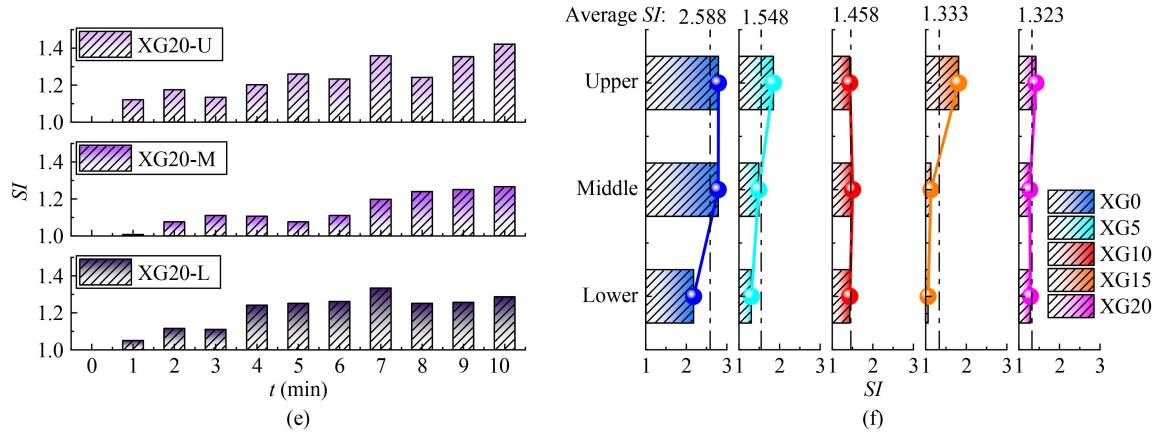 1.4
1.2
1.0
XG20-U
1.4
1.2
1.0
XG20-M
1.4
1.2
1.0
XG20-L
SI
0 1 2 3 4 5 6 7 8 9 10
t (min)
(e)
Average SI: 2.588 1.548 1.458 1.333 1.323
Upper
Middle
Lower
XG0
XG5
XG10
XG15
XG20
1 2 3 1 2 3 1 2 3 1 2 3 1 2 3
SI
(f)